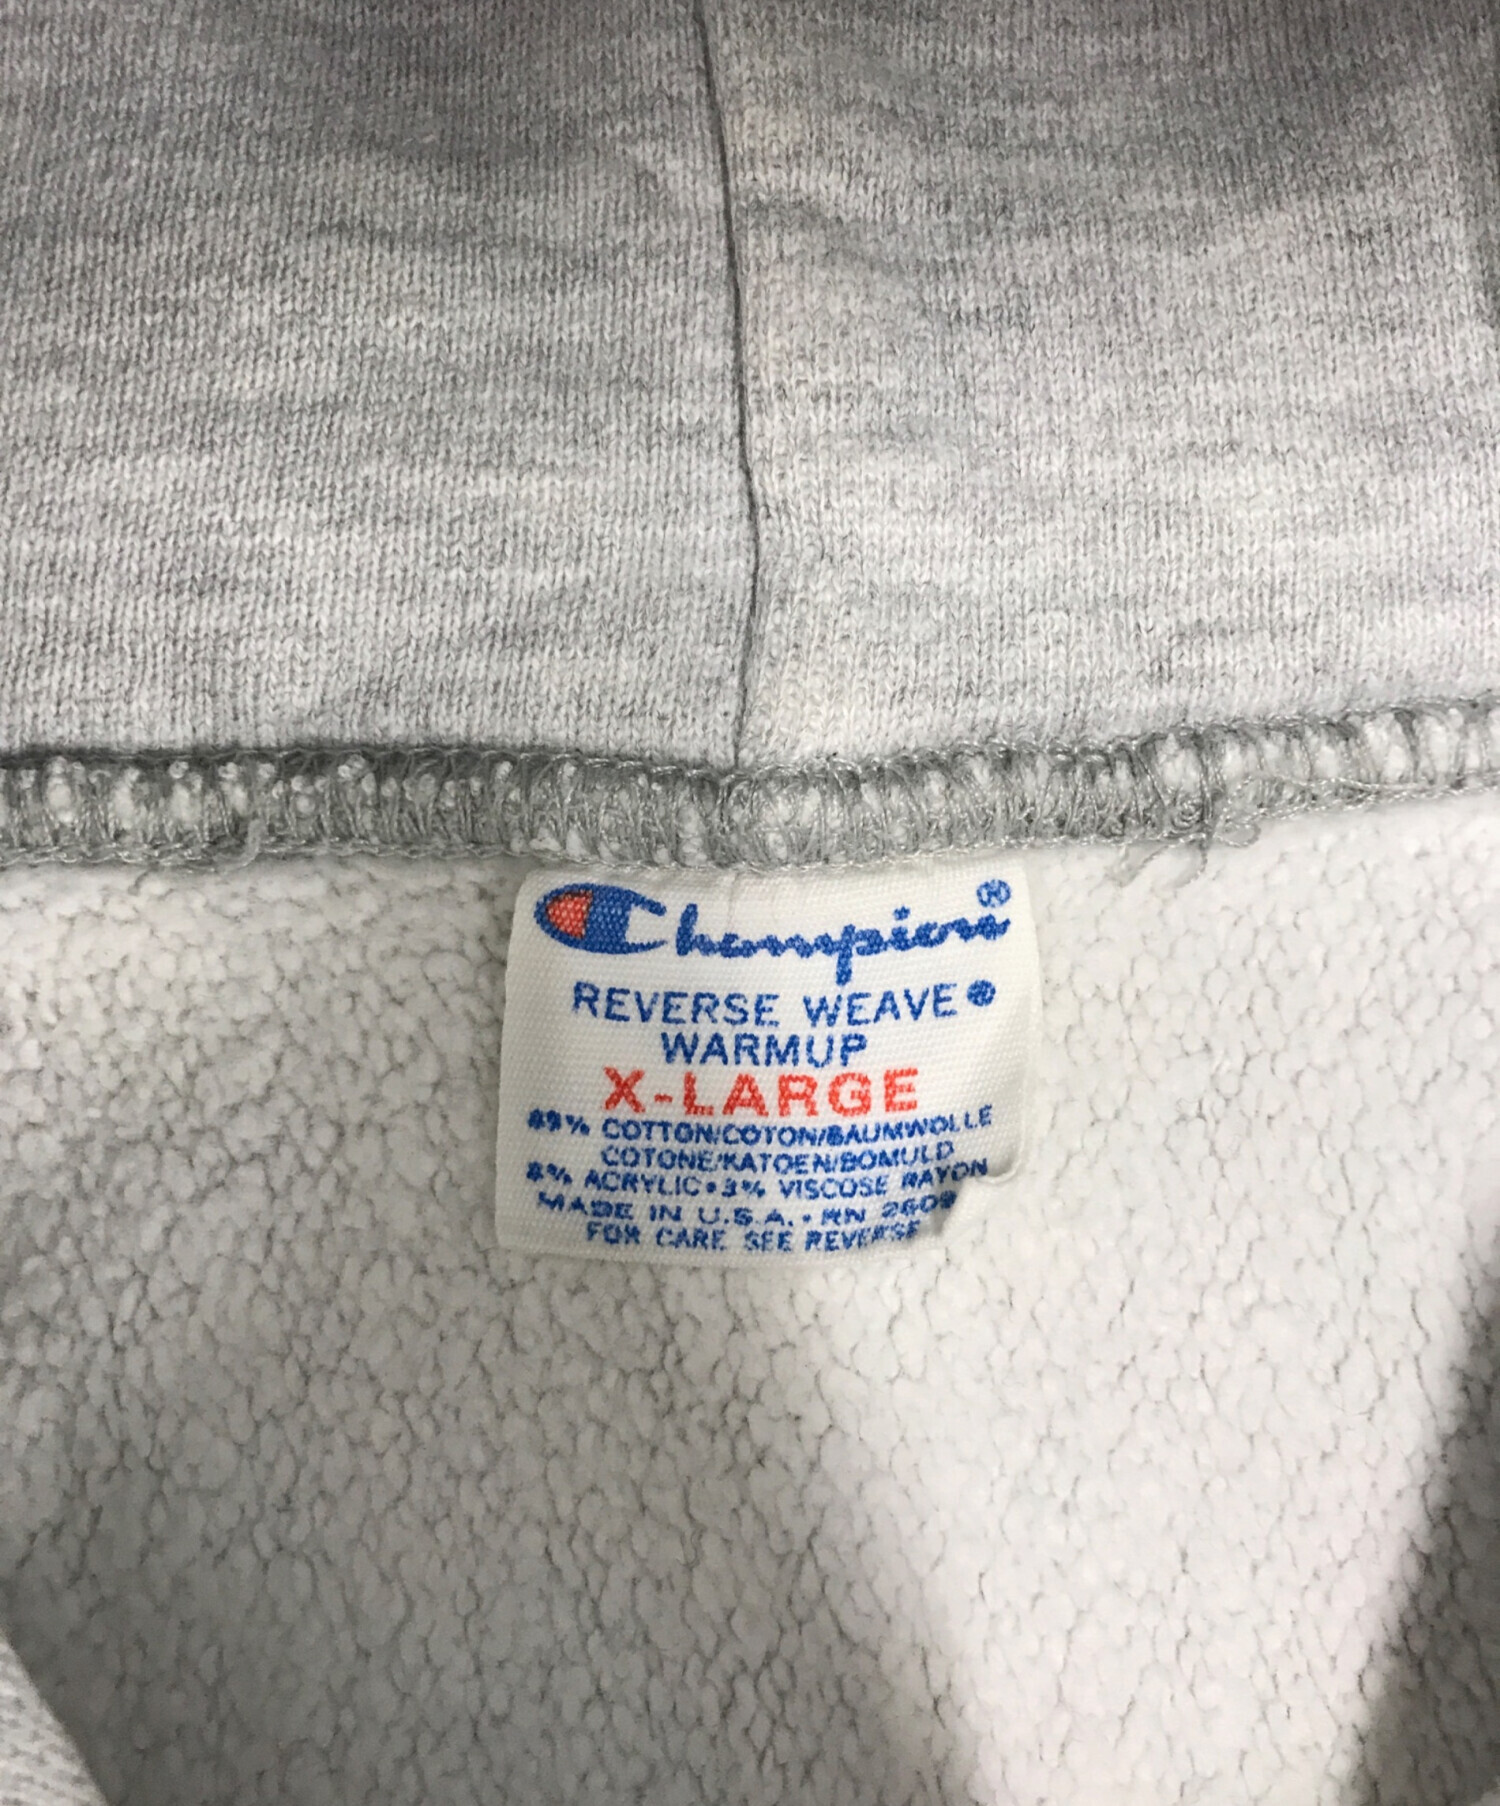 Champion®
REVERSE WEAVE®
WARMUP
X-LARGE
89% COTTON/COTON/BAUMWOLLE
COTONE/KATOEN/BOMULD
8% ACRYLIC • 3% VISCOSE RAYON
MADE IN U.S.A. • RN 26094
FOR CARE SEE REVERSE